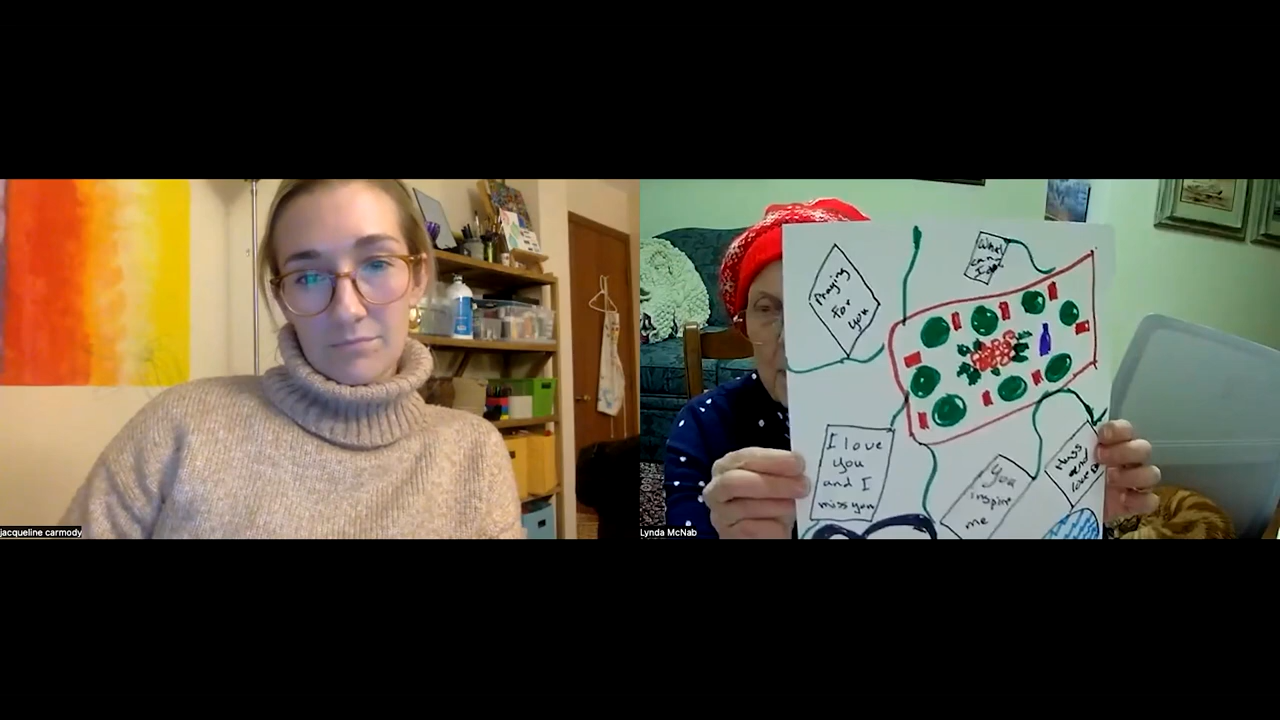 Praying
for
you
What
can
I
I love
you
and I
miss you
You
inspire
me
Hugs
and
love
jacqueline carmody
Lynda McNab